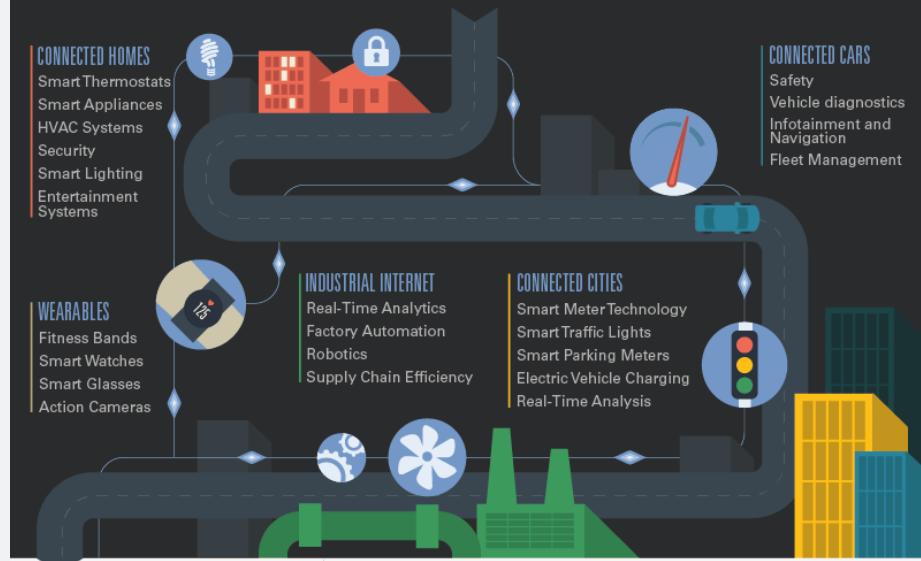 CONNECTED HOMES
Smart Thermostats
Smart Appliances
HVAC Systems
Security
Smart Lighting
Entertainment
Systems
CONNECTED CARS
Safety
Vehicle diagnostics
Infotainment and
Navigation
Fleet Management
WEARABLES
Fitness Bands
Smart Watches
Smart Glasses
Action Cameras
125
INDUSTRIAL INTERNET
Real-Time Analytics
Factory Automation
Robotics
Supply Chain Efficiency
CONNECTED CITIES
Smart Meter Technology
Smart Traffic Lights
Smart Parking Meters
Electric Vehicle Charging
Real-Time Analysis